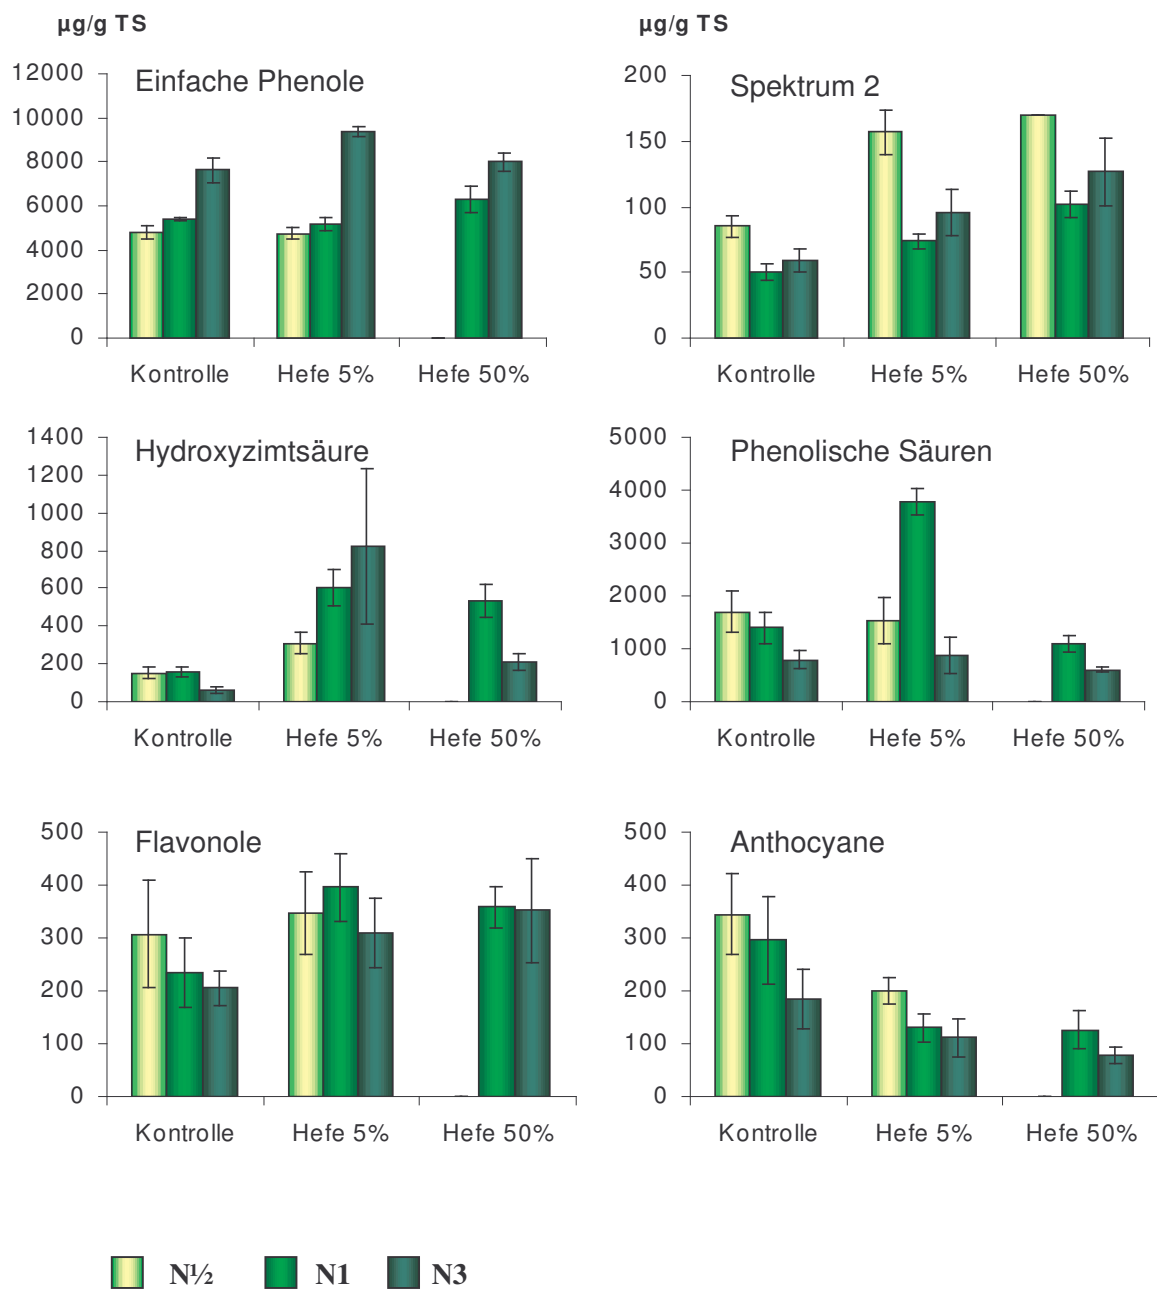 µg/g TS
µg/g TS
Einfache Phenole
12000
10000
8000
6000
4000
2000
0
Kontrolle Hefe 5% Hefe 50%
Spektrum 2
200
150
100
50
0
Kontrolle Hefe 5% Hefe 50%
Hydroxyzimtsäure
1400
1200
1000
800
600
400
200
0
Kontrolle Hefe 5% Hefe 50%
Phenolische Säuren
5000
4000
3000
2000
1000
0
Kontrolle Hefe 5% Hefe 50%
Flavonole
500
400
300
200
100
0
Kontrolle Hefe 5% Hefe 50%
Anthocyane
500
400
300
200
100
0
Kontrolle Hefe 5% Hefe 50%
N½ N1 N3